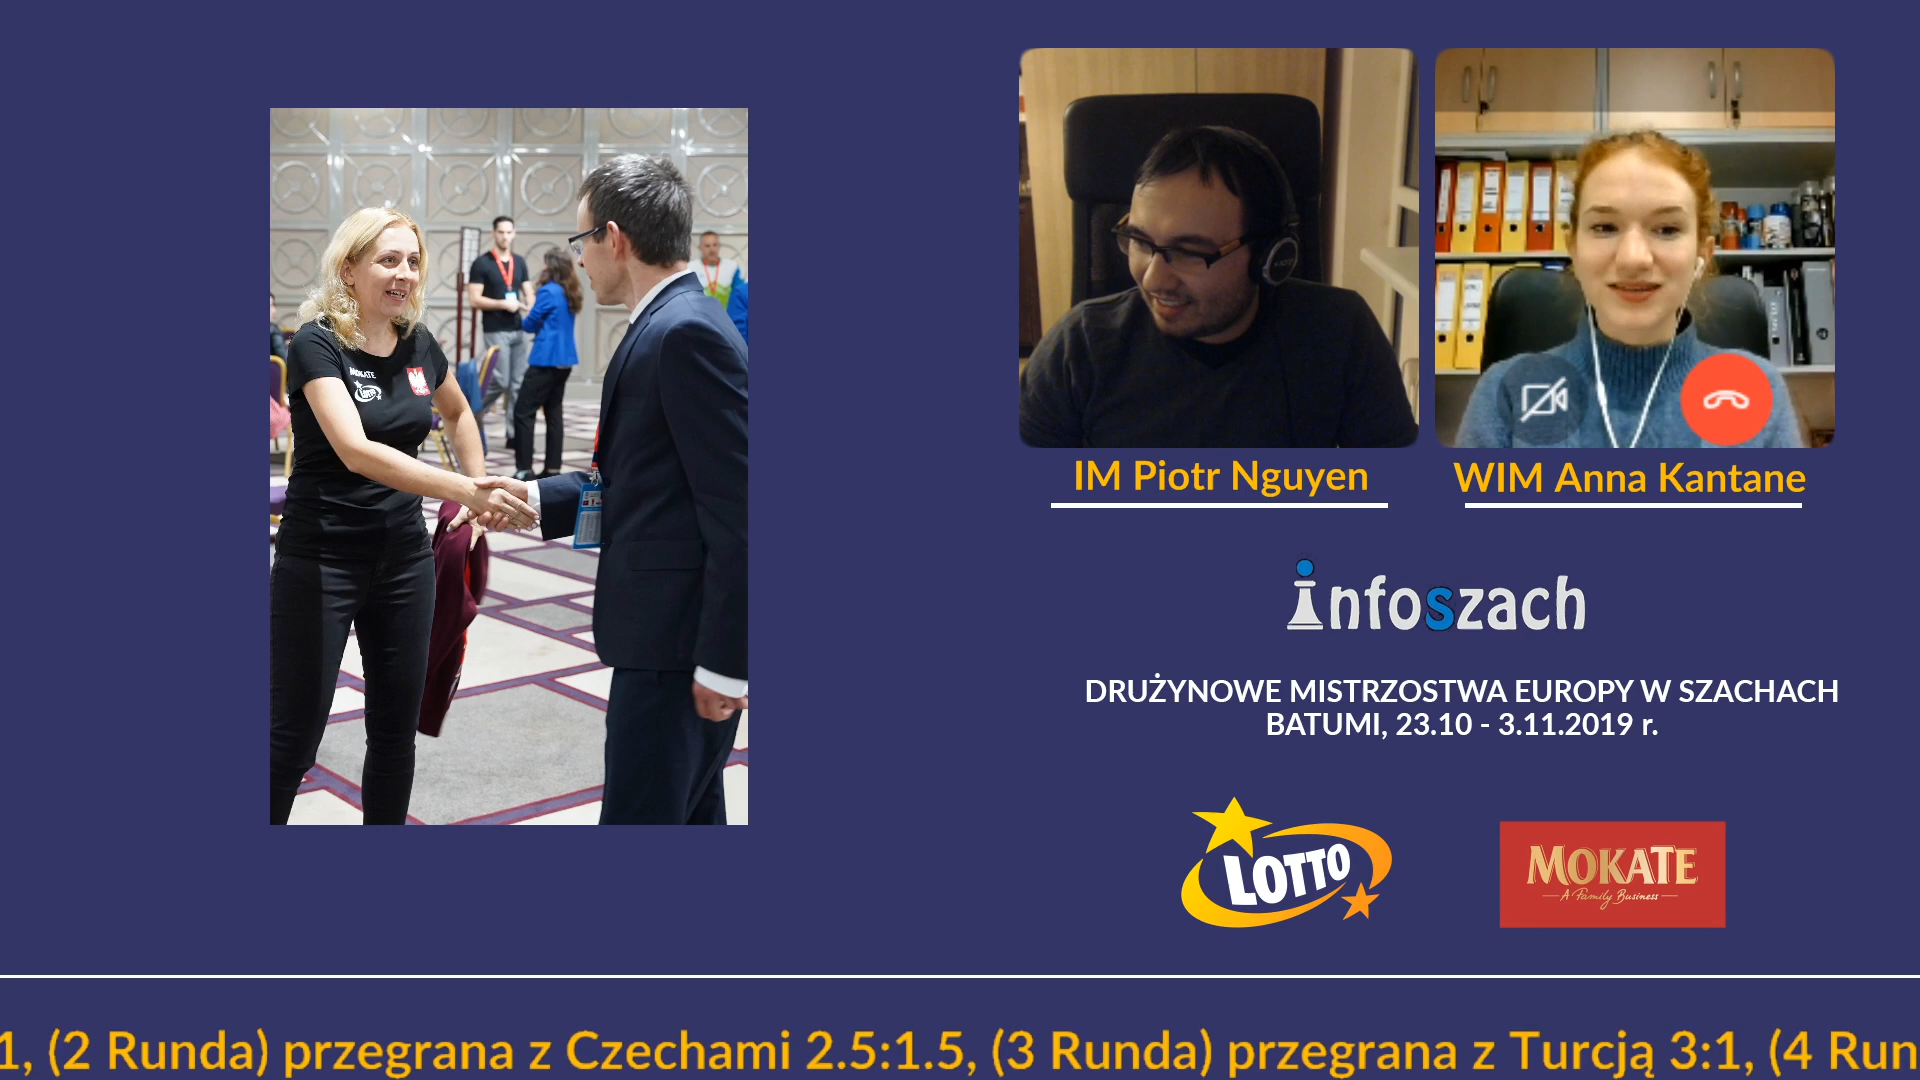 MOKATE
LOTTO
IM Piotr Nguyen
WIM Anna Kantane
infoszach
DRUŻYNOWE MISTRZOSTWA EUROPY W SZACHACH
BATUMI, 23.10 - 3.11.2019 r.
LOTTO
MOKATE
A Family Business
1, (2 Runda) przegrana z Czechami 2.5:1.5, (3 Runda) przegrana z Turcją 3:1, (4 Run